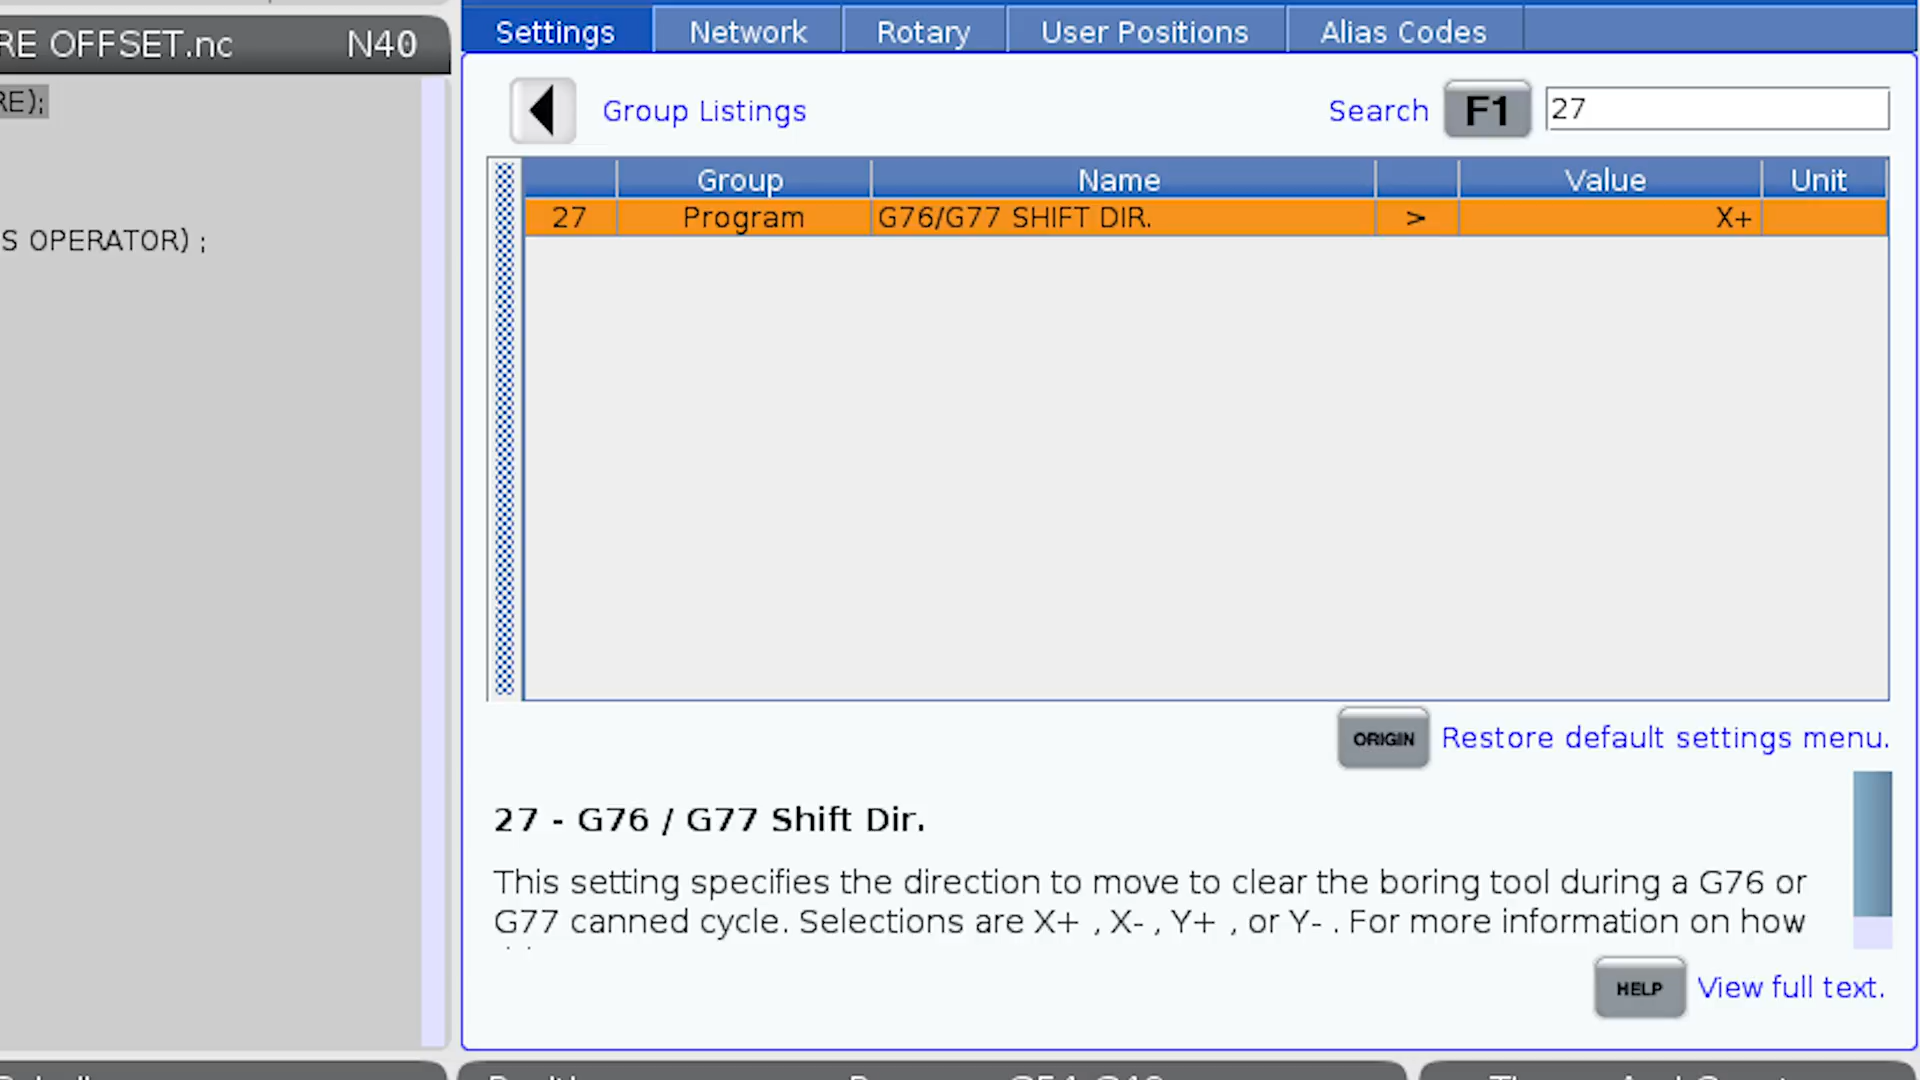 RE OFFSET.nc N40
RE);
S OPERATOR) ;
Settings Network Rotary User Positions Alias Codes
Group Listings Search F1 27
Group Name Value Unit
27 Program G76/G77 SHIFT DIR. > X+
ORIGIN Restore default settings menu.
27 - G76 / G77 Shift Dir.
This setting specifies the direction to move to clear the boring tool during a G76 or
G77 canned cycle. Selections are X+ , X- , Y+ , or Y- . For more information on how
HELP View full text.